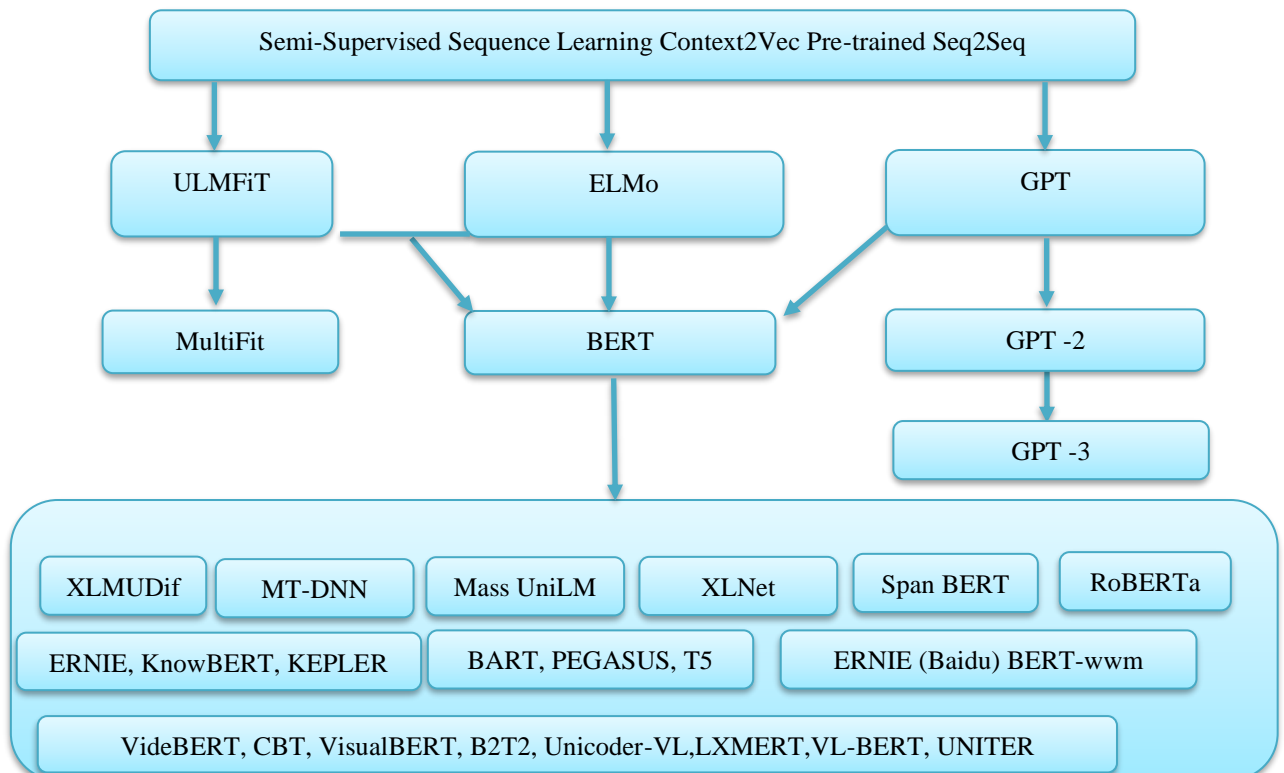 Semi-Supervised Sequence Learning Context2Vec Pre-trained Seq2Seq
ULMFiT
ELMo
GPT
MultiFit
BERT
GPT -2
GPT -3
XLMUDif
MT-DNN
Mass UniLM
XLNet
Span BERT
RoBERTa
ERNIE, KnowBERT, KEPLER
BART, PEGASUS, T5
ERNIE (Baidu) BERT-wwm
VideBERT, CBT, VisualBERT, B2T2, Unicoder-VL,LXMERT,VL-BERT, UNITER